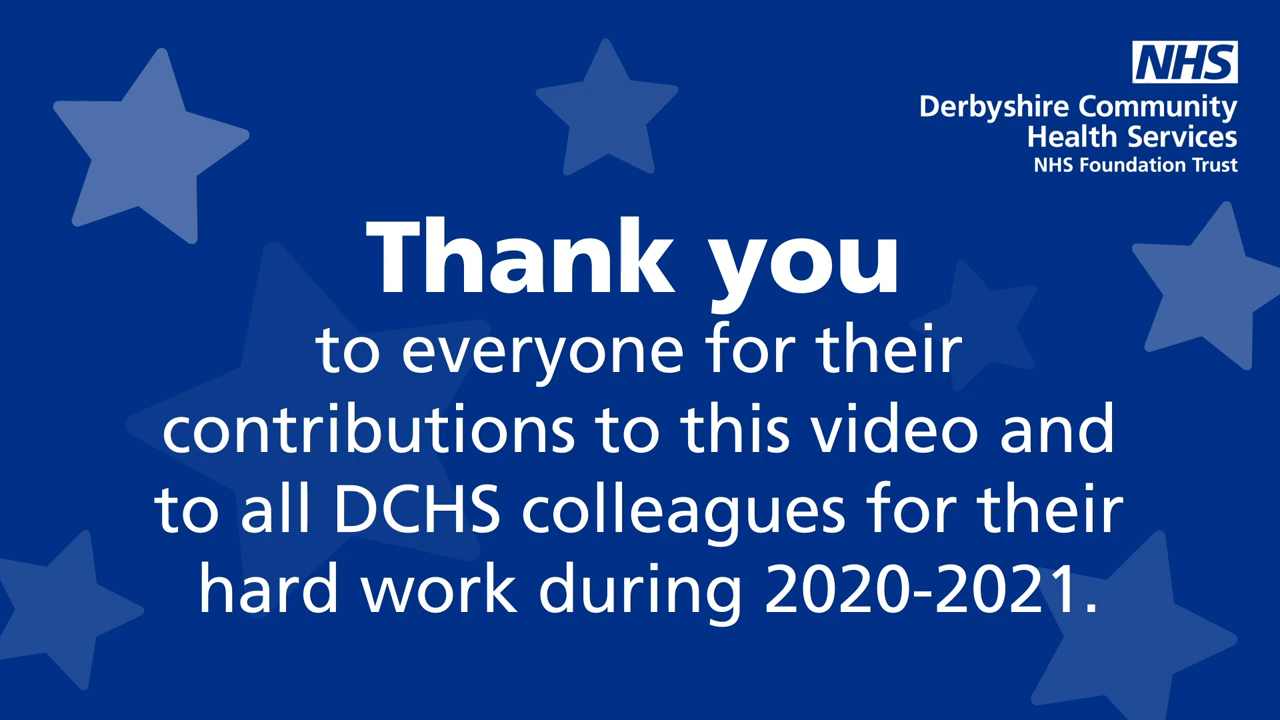 NHS
Derbyshire Community
Health Services
NHS Foundation Trust
Thank you
to everyone for their
contributions to this video and
to all DCHS colleagues for their
hard work during 2020-2021.